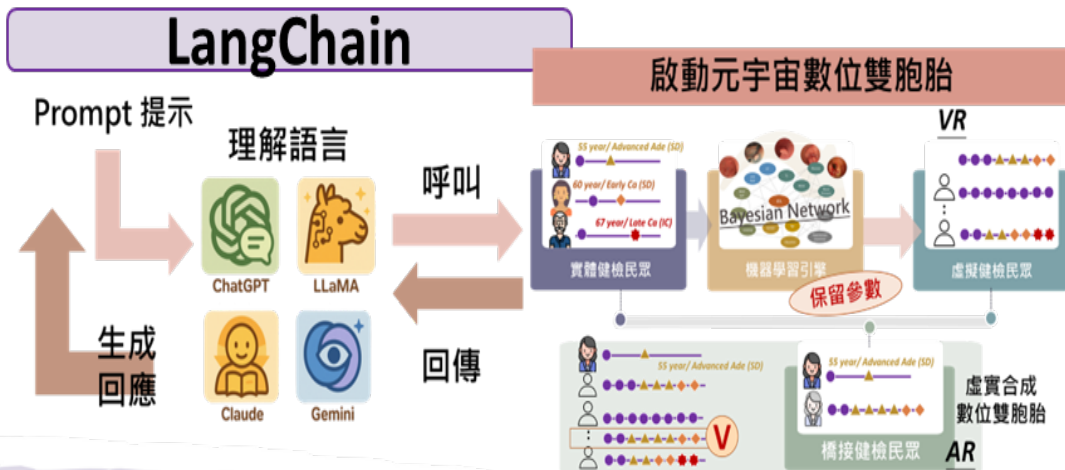 LangChain
Prompt 提示
理解語言
ChatGPT
LLaMA
Claude
Gemini
生成
回應
呼叫
回傳
啟動元宇宙數位雙胞胎
55 year/ Advanced Ade (SD)
60 year/ Early Ca (SD)
67 year/ Late Ca (IC)
實體健檢民眾
Bayesian Network
機器學習引擎
VR
虛擬健檢民眾
保留參數
55 year/ Advanced Ade (SD)
V
55 year/ Advanced Ade (SD)
橋接健檢民眾
虛實合成
數位雙胞胎
AR